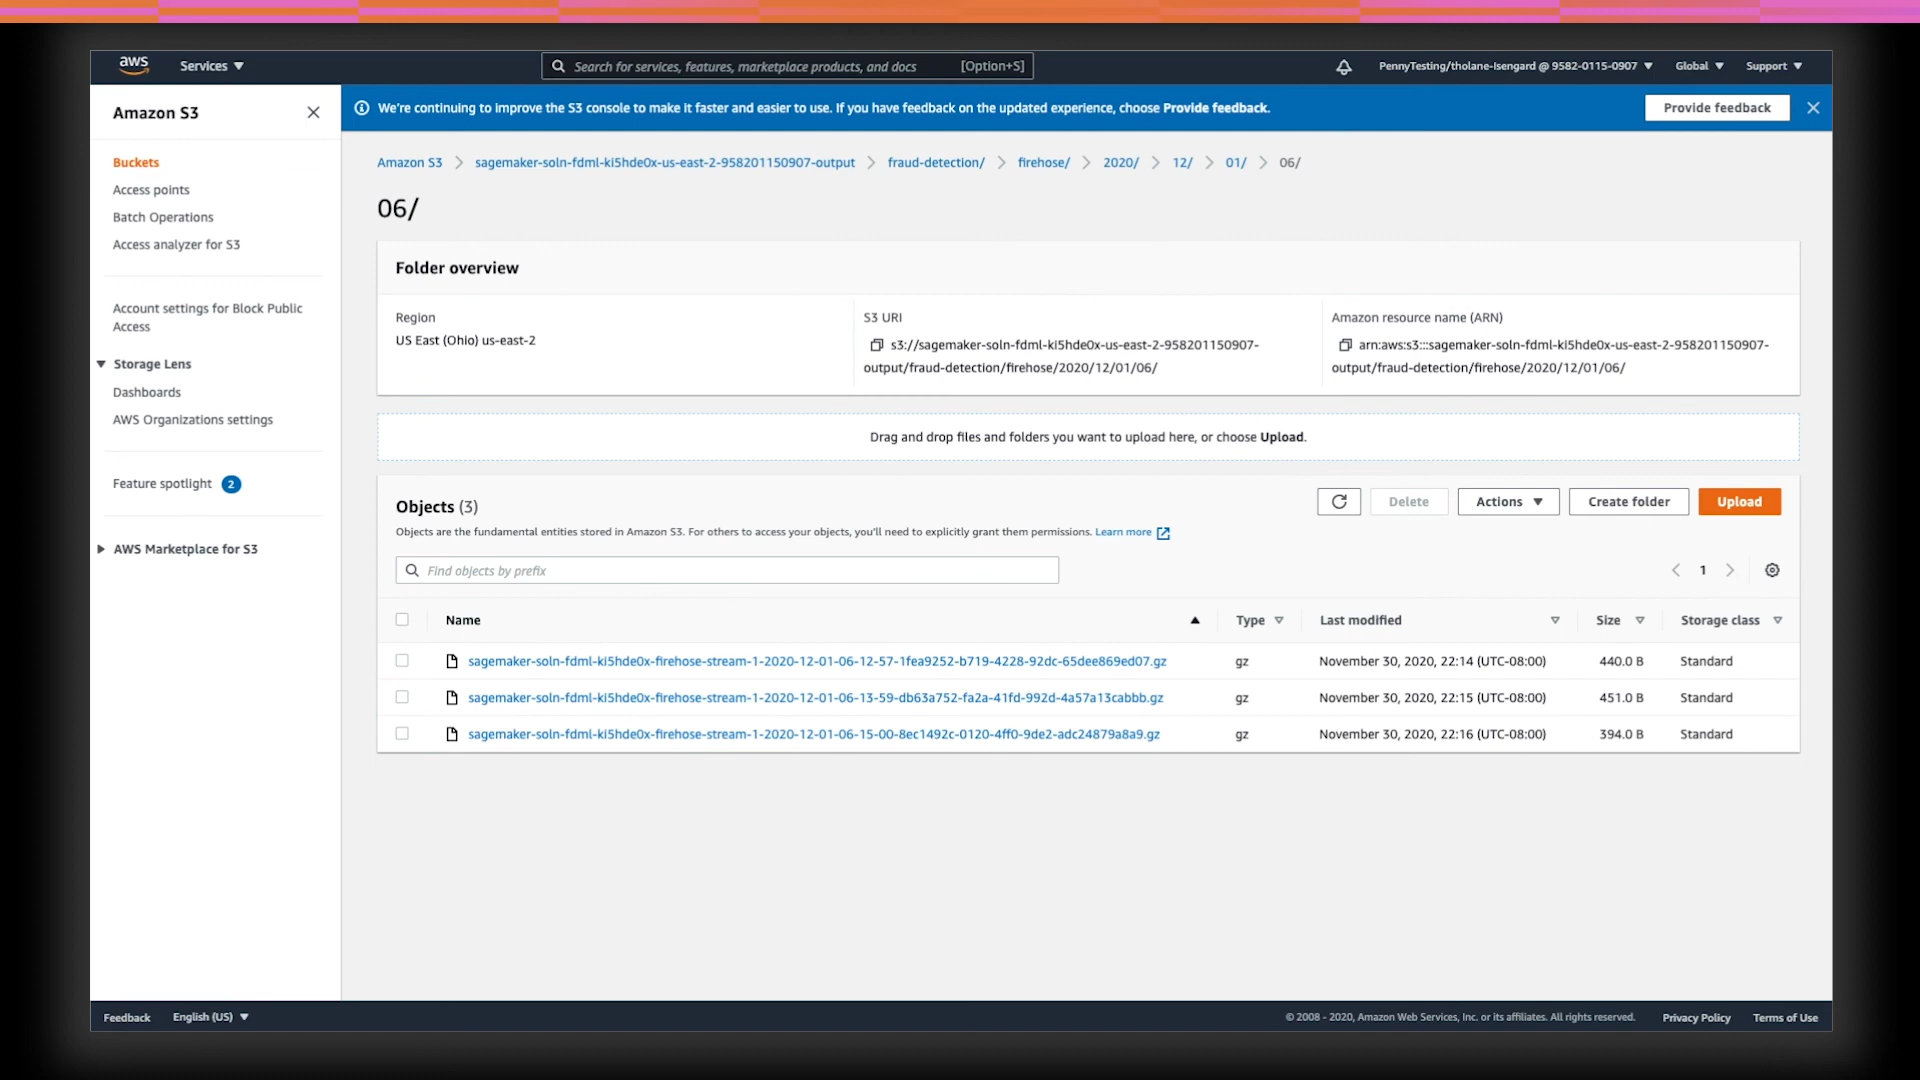 aws
Services
Search for services, features, marketplace products, and docs
[Option+S]
PennyTesting/tholane-Isengard @ 9582-0115-0907
Global
Support
Amazon S3
We're continuing to improve the S3 console to make it faster and easier to use. If you have feedback on the updated experience, choose Provide feedback.
Provide feedback
Buckets
Access points
Batch Operations
Access analyzer for S3
Account settings for Block Public
Access
Storage Lens
Dashboards
AWS Organizations settings
Feature spotlight 2
AWS Marketplace for S3
Amazon S3 sagemaker-soln-fdml-ki5hde0x-us-east-2-958201150907-output fraud-detection/ firehose/ 2020/ 12/ 01/ 06/
06/
Folder overview
Region
US East (Ohio) us-east-2
S3 URI
s3://sagemaker-soln-fdml-ki5hde0x-us-east-2-958201150907-
output/fraud-detection/firehose/2020/12/01/06/
Amazon resource name (ARN)
arn:aws:s3:::sagemaker-soln-fdml-ki5hde0x-us-east-2-958201150907-
output/fraud-detection/firehose/2020/12/01/06/
Drag and drop files and folders you want to upload here, or choose Upload.
Objects (3)
Delete
Actions
Create folder
Upload
Objects are the fundamental entities stored in Amazon S3. For others to access your objects, you'll need to explicitly grant them permissions. Learn more
Find objects by prefix
1
Name Type Last modified Size Storage class
sagemaker-soln-fdml-ki5hde0x-firehose-stream-1-2020-12-01-06-12-57-1fea9252-b719-4228-92dc-65dee869ed07.gz gz November 30, 2020, 22:14 (UTC-08:00) 440.0 B Standard
sagemaker-soln-fdml-ki5hde0x-firehose-stream-1-2020-12-01-06-13-59-db63a752-fa2a-41fd-992d-4a57a13cabbb.gz gz November 30, 2020, 22:15 (UTC-08:00) 451.0 B Standard
sagemaker-soln-fdml-ki5hde0x-firehose-stream-1-2020-12-01-06-15-00-8ec1492c-0120-4ff0-9de2-adc24879a8a9.gz gz November 30, 2020, 22:16 (UTC-08:00) 394.0 B Standard
Feedback
English (US)
© 2008 - 2020, Amazon Web Services, Inc. or its affiliates. All rights reserved.
Privacy Policy
Terms of Use